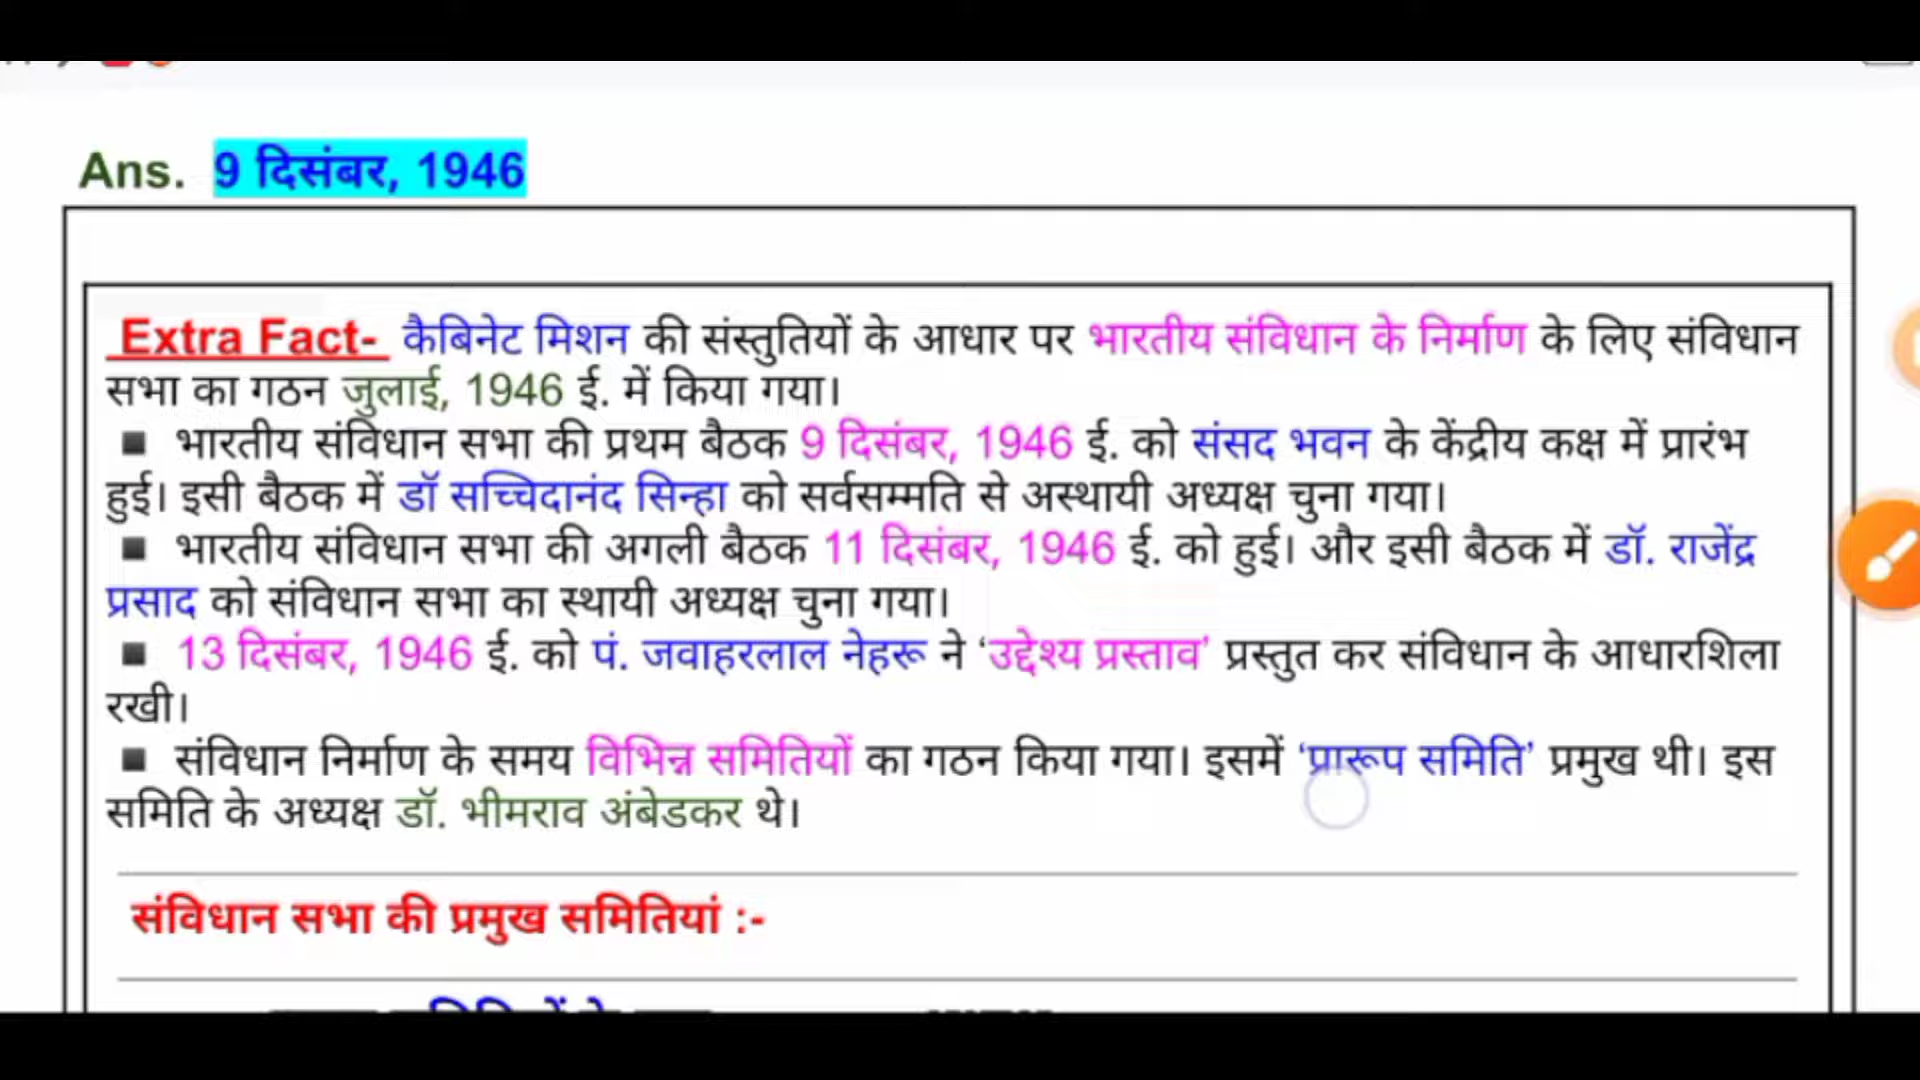 Ans. 9 दिसंबर, 1946
Extra Fact- कैबिनेट मिशन की संस्तुतियों के आधार पर भारतीय संविधान के निर्माण के लिए संविधान
सभा का गठन जुलाई, 1946 ई. में किया गया।
▪ भारतीय संविधान सभा की प्रथम बैठक 9 दिसंबर, 1946 ई. को संसद भवन के केंद्रीय कक्ष में प्रारंभ
हुई। इसी बैठक में डॉ सच्चिदानंद सिन्हा को सर्वसम्मति से अस्थायी अध्यक्ष चुना गया।
▪ भारतीय संविधान सभा की अगली बैठक 11 दिसंबर, 1946 ई. को हुई। और इसी बैठक में डॉ. राजेंद्र
प्रसाद को संविधान सभा का स्थायी अध्यक्ष चुना गया।
▪ 13 दिसंबर, 1946 ई. को पं. जवाहरलाल नेहरू ने ‘उद्देश्य प्रस्ताव’ प्रस्तुत कर संविधान के आधारशिला
रखी।
▪ संविधान निर्माण के समय विभिन्न समितियों का गठन किया गया। इसमें ‘प्रारूप समिति’ प्रमुख थी। इस
समिति के अध्यक्ष डॉ. भीमराव अंबेडकर थे।
संविधान सभा की प्रमुख समितियां :-